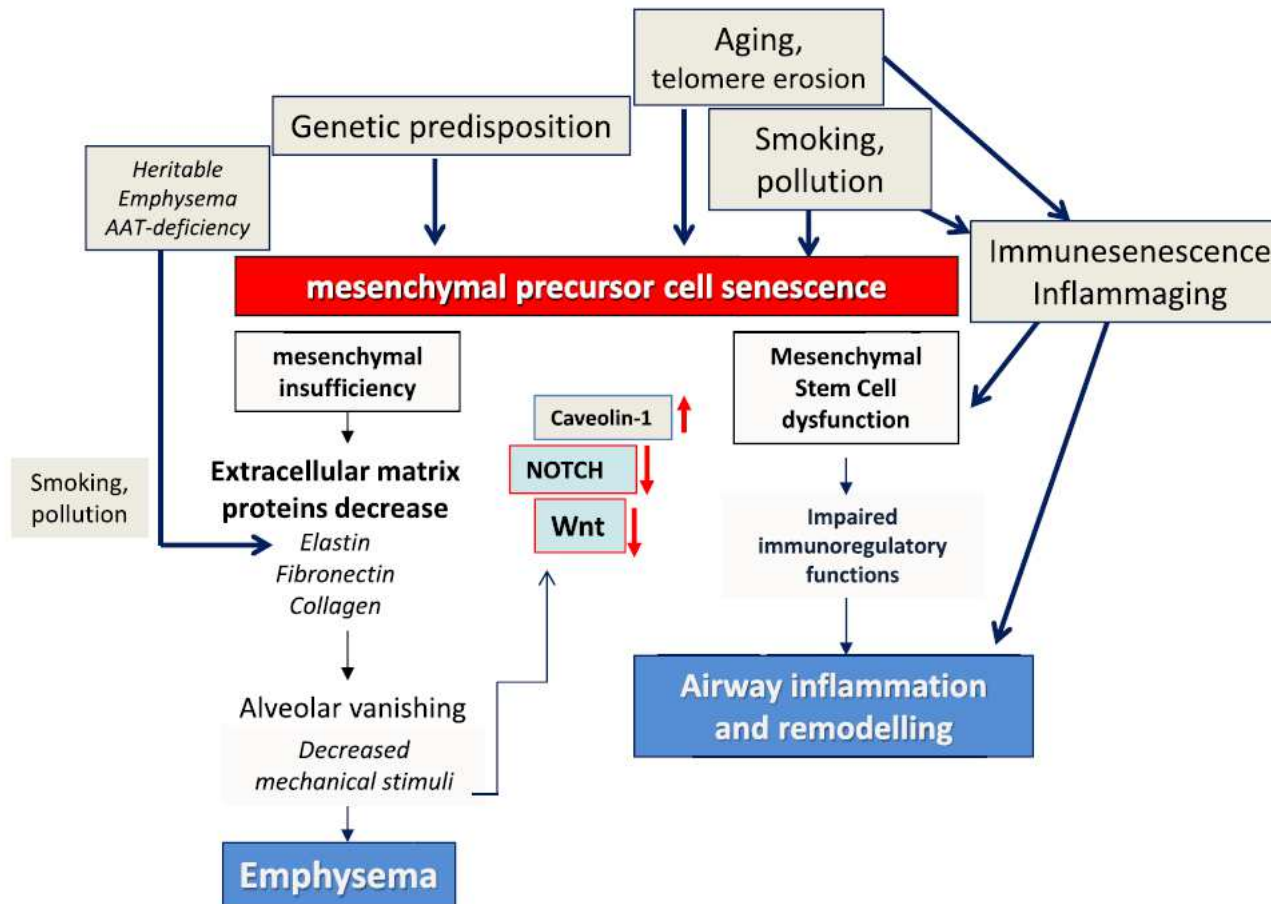 Aging,
telomere erosion
Genetic predisposition
Smoking,
pollution
Heritable
Emphysema
AAT-deficiency
Immunesenescence
Inflammaging
mesenchymal precursor cell senescence
mesenchymal
insufficiency
Mesenchymal
Stem Cell
dysfunction
Caveolin-1
NOTCH
Wnt
Extracellular matrix
proteins decrease
Elastin
Fibronectin
Collagen
Smoking,
pollution
Impaired
immunoregulatory
functions
Alveolar vanishing
Decreased
mechanical stimuli
Airway inflammation
and remodelling
Emphysema